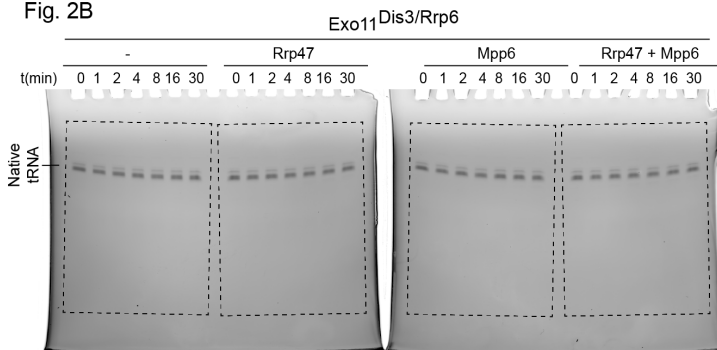 Fig. 2B
Exo11Dis3/Rrp6
- Rrp47 Mpp6 Rrp47 + Mpp6
t(min) 0 1 2 4 8 16 30 0 1 2 4 8 16 30 0 1 2 4 8 16 30 0 1 2 4 8 16 30
Native
tRNA